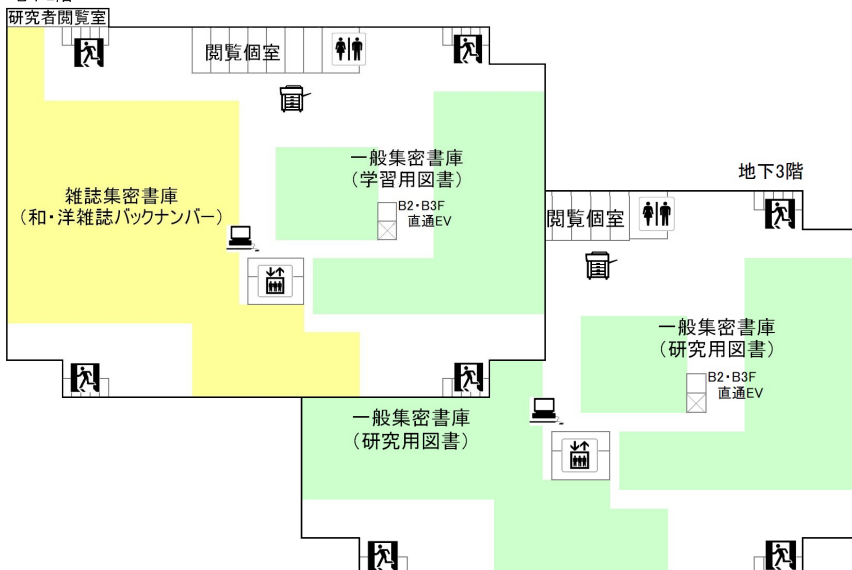 研究者閲覧室
閲覧個室
一般集密書庫
（学習用図書）
B2・B3F
直通EV
雑誌集密書庫
（和・洋雑誌バックナンバー）
地下3階
閲覧個室
一般集密書庫
（研究用図書）
B2・B3F
直通EV
一般集密書庫
（研究用図書）